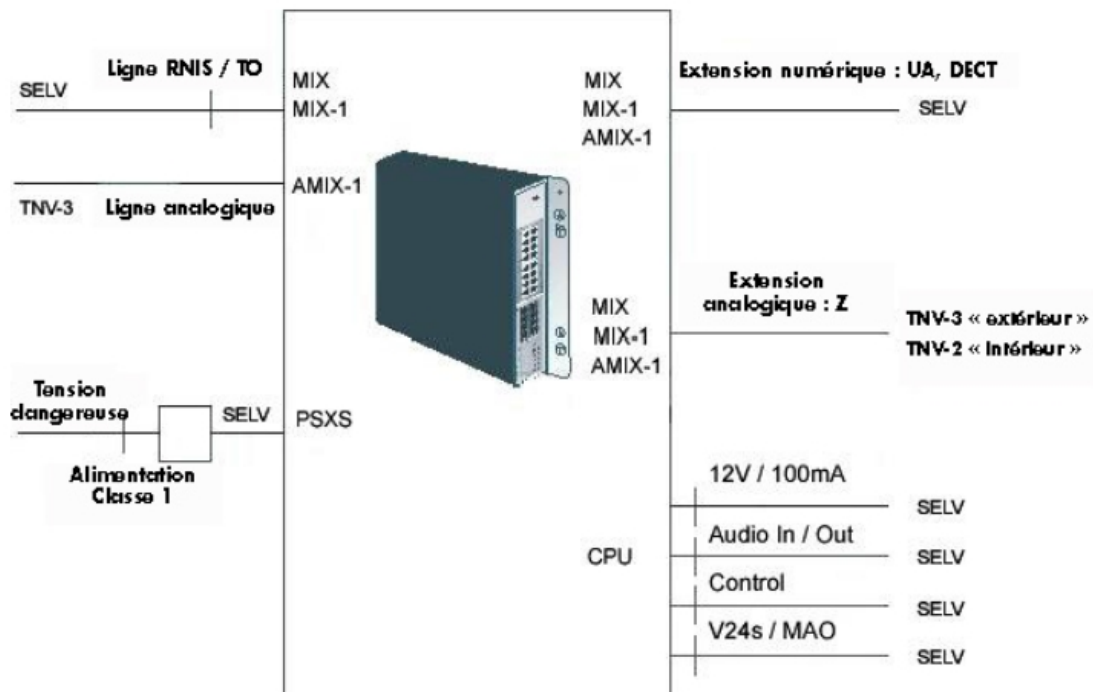 Ligne RNIS / TO
SELV
MIX
MIX-1
TNV-3
Ligne analogique
AMIX-1
Tension
dangereuse
SELV
PSXS
Alimentation
Classe 1
MIX
MIX-1
AMIX-1
Extension numérique : UA, DECT
SELV
MIX
MIX-1
AMIX-1
Extension
analogique : Z
TNV-3 « extérieur »
TNV-2 « intérieur »
CPU
12V / 100mA
SELV
Audio In / Out
SELV
Control
SELV
V24s / MAO
SELV